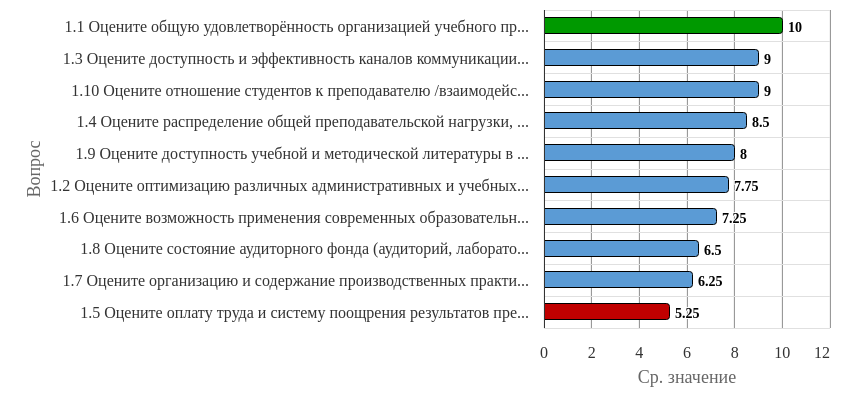 1.1 Оцените общую удовлетворённость организацией учебного пр... 10
1.3 Оцените доступность и эффективность каналов коммуникации... 9
1.10 Оцените отношение студентов к преподавателю /взаимодейс... 9
1.4 Оцените распределение общей преподавательской нагрузки, ... 8.5
1.9 Оцените доступность учебной и методической литературы в ... 8
1.2 Оцените оптимизацию различных административных и учебных... 7.75
1.6 Оцените возможность применения современных образовательн... 7.25
1.8 Оцените состояние аудиторного фонда (аудиторий, лаборато... 6.5
1.7 Оцените организацию и содержание производственных практи... 6.25
1.5 Оцените оплату труда и систему поощрения результатов пре... 5.25
Вопрос
0 2 4 6 8 10 12
Ср. значение